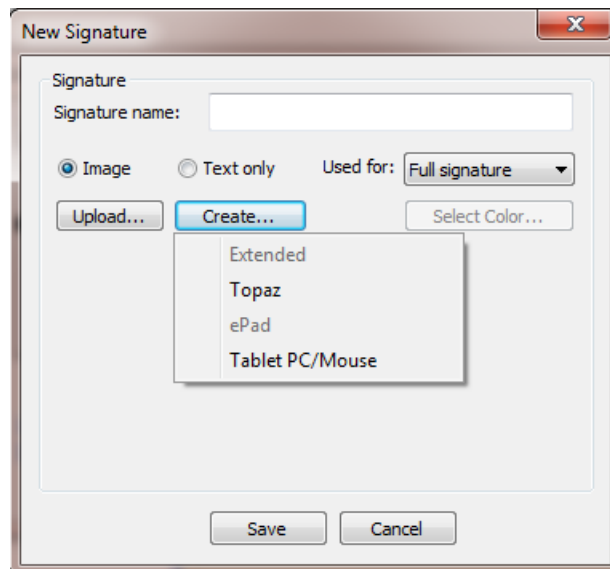 New Signature
X
Signature
Signature name:
Image Text only Used for: Full signature
Upload... Create... Select Color...
Extended
Topaz
ePad
Tablet PC/Mouse
Save Cancel